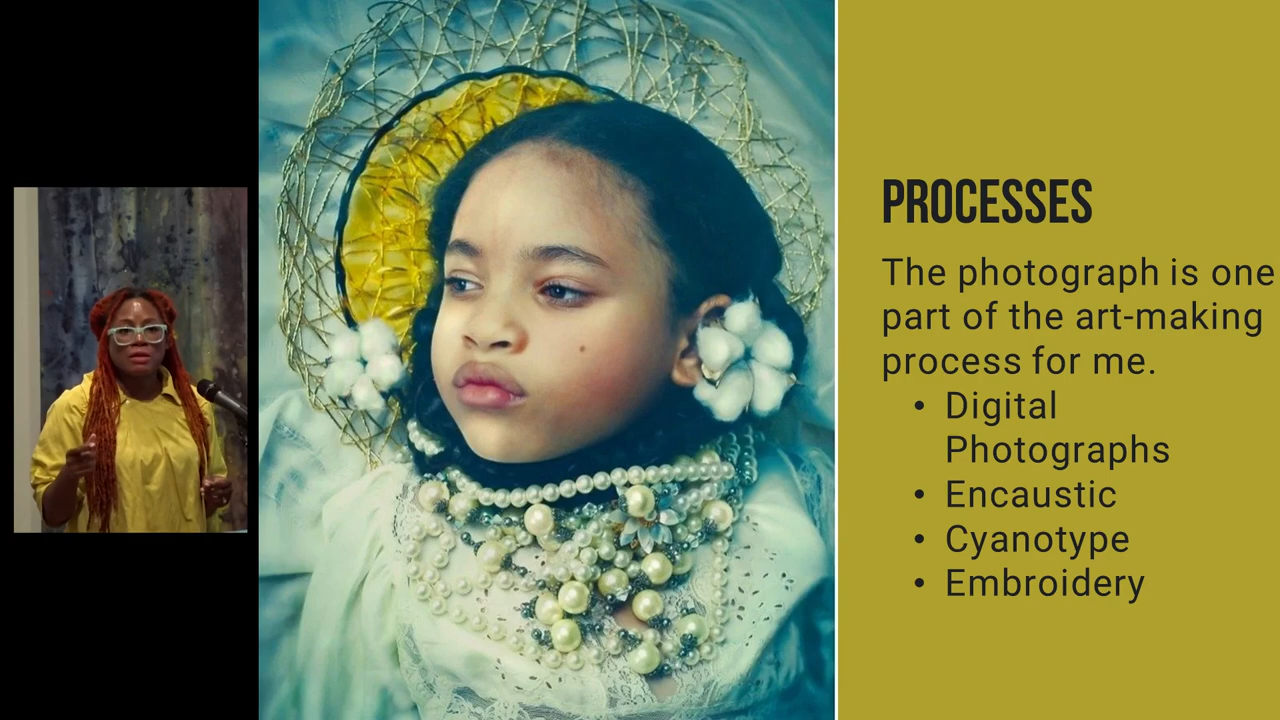 PROCESSES
The photograph is one
part of the art-making
process for me.
• Digital
Photographs
• Encaustic
• Cyanotype
• Embroidery